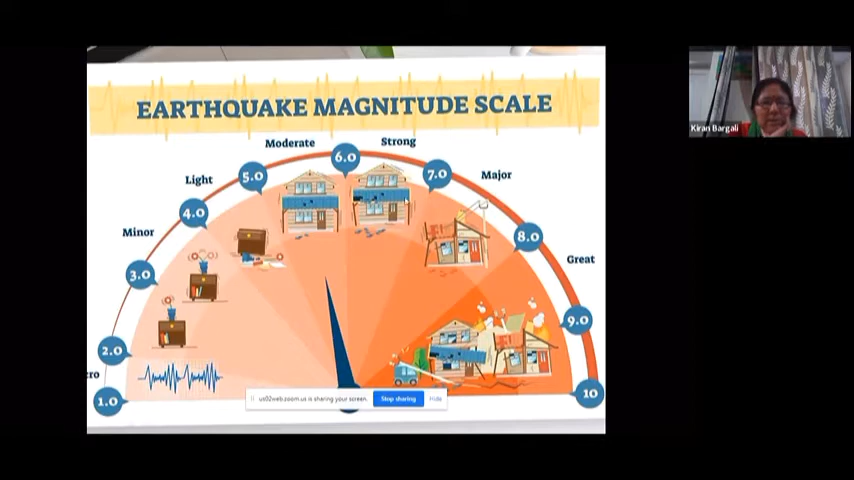 EARTHQUAKE MAGNITUDE SCALE
Moderate
6.0
Strong
5.0
7.0
Light
Major
4.0
8.0
Minor
Great
3.0
9.0
2.0
cro
1.0
10
us02web.zoom.us is sharing your screen.
Stop sharing
Hide
Kiran Bargali